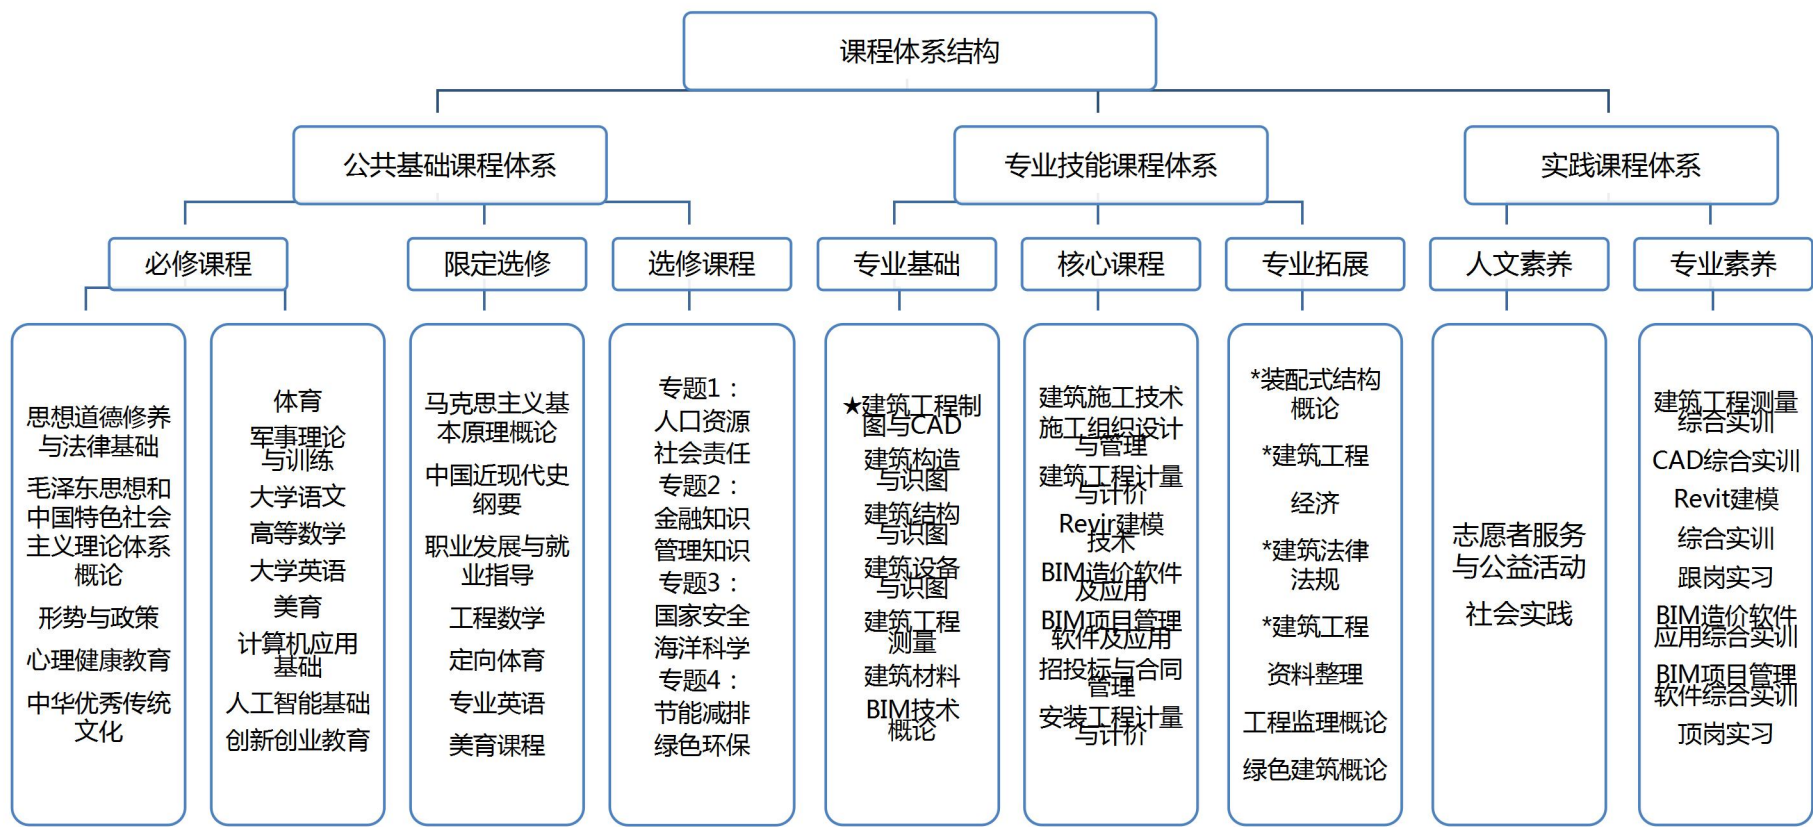 课程体系结构
公共基础课程体系
专业技能课程体系
实践课程体系
必修课程
限定选修
选修课程
专业基础
核心课程
专业拓展
人文素养
专业素养
思想道德修养
与法律基础
毛泽东思想和
中国特色社会
主义理论体系
概论
形势与政策
心理健康教育
中华优秀传统
文化
体育
军事理论
与训练
大学语文
高等数学
大学英语
美育
计算机应用
基础
人工智能基础
创新创业教育
马克思主义基
本原理概论
中国近现代史
纲要
职业发展与就
业指导
工程数学
定向体育
专业英语
美育课程
专题1：
人口资源
社会责任
专题2：
金融知识
管理知识
专题3：
国家安全
海洋科学
专题4：
节能减排
绿色环保
★建筑工程制
图与CAD
建筑构造
与识图
建筑结构
与识图
建筑设备
与识图
建筑工程
测量
建筑材料
BIM技术
概论
建筑施工技术
施工组织设计
与管理
建筑工程计量
与计价
Revir建模
技术
BIM造价软件
及应用
BIM项目管理
软件及应用
招投标与合同
管理
安装工程计量
与计价
*装配式结构
概论
*建筑工程
经济
*建筑法律
法规
*建筑工程
资料整理
工程监理概论
绿色建筑概论
志愿者服务
与公益活动
社会实践
建筑工程测量
综合实训
CAD综合实训
Revit建模
综合实训
跟岗实习
BIM造价软件
应用综合实训
BIM项目管理
软件综合实训
顶岗实习